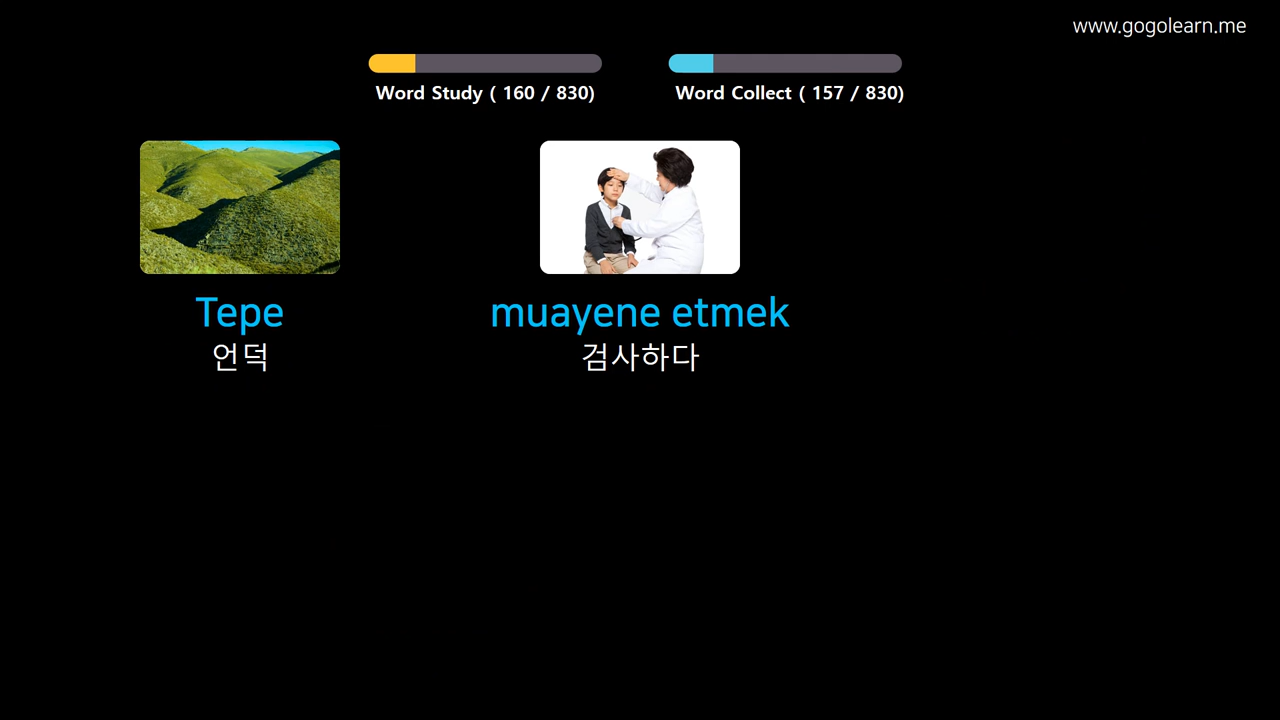 www.gogolearn.me
Word Study ( 160 / 830)
Word Collect ( 157 / 830)
Tepe
언덕
muayene etmek
검사하다